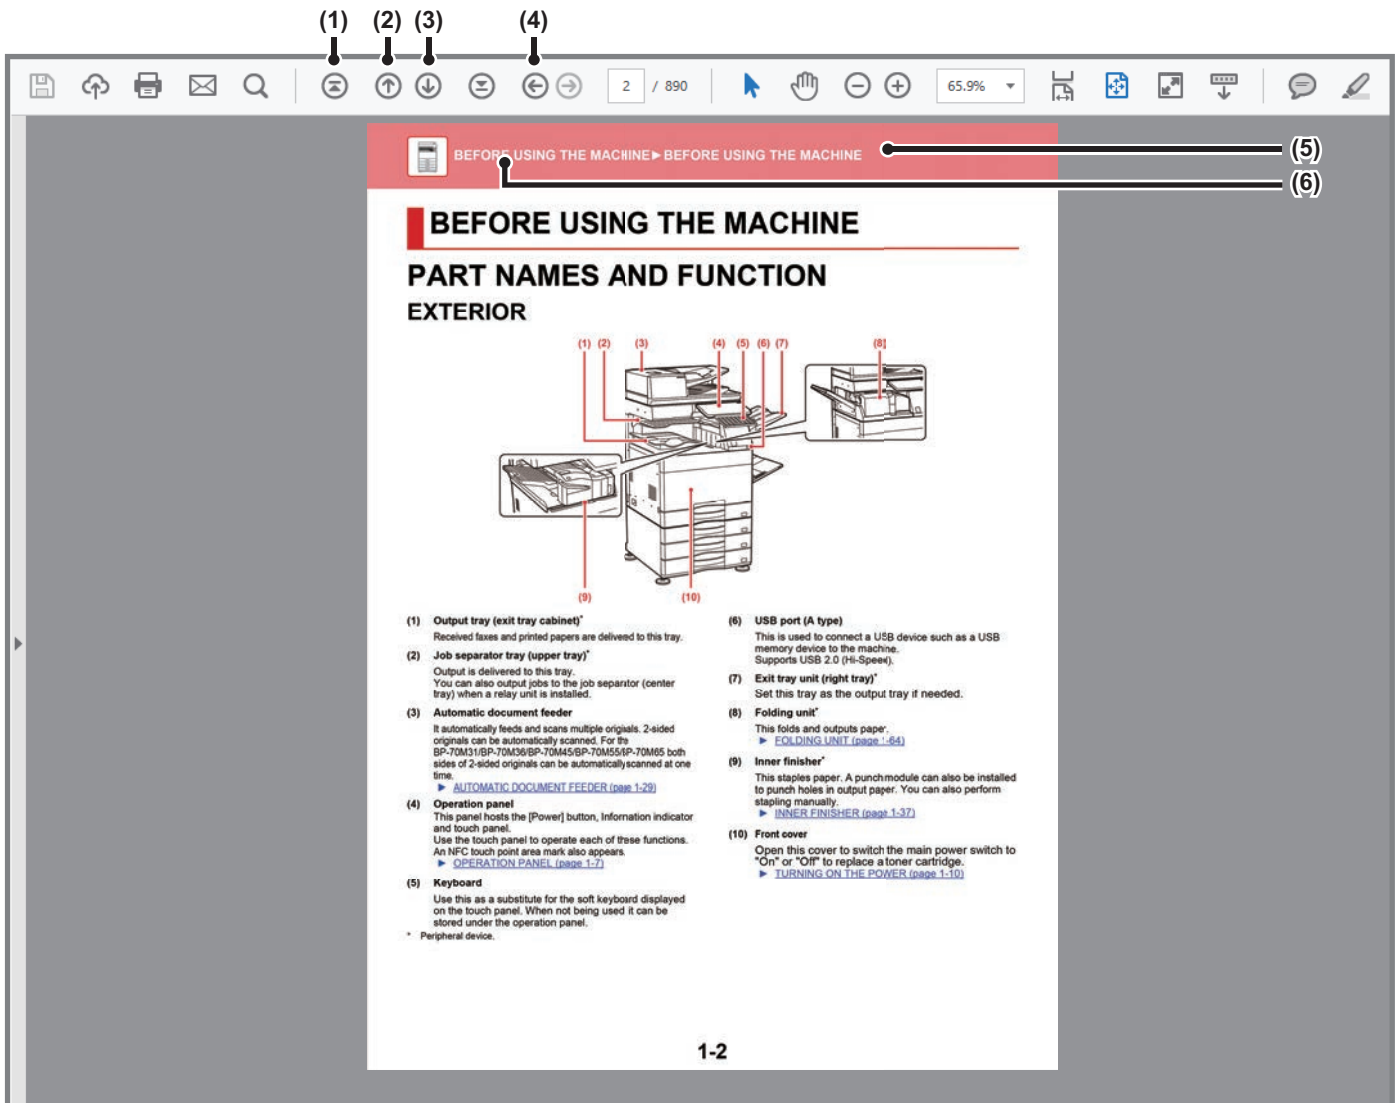 (1) (2) (3) (4)
2 / 890 65.9%
BEFORE USING THE MACHINE►BEFORE USING THE MACHINE
(5)
(6)
BEFORE USING THE MACHINE
PART NAMES AND FUNCTION
EXTERIOR
(1) (2) (3) (4) (5) (6) (7) (8)
(9) (10)
(1) Output tray (exit tray cabinet)*
Received faxes and printed papers are delivered to this tray.
(2) Job separator tray (upper tray)*
Output is delivered to this tray.
You can also output jobs to the job separator (center
tray) when a relay unit is installed.
(3) Automatic document feeder
It automatically feeds and scans multiple originals. 2-sided
originals can be automatically scanned. For the
BP-70M31/BP-70M36/BP-70M45/BP-70M55/BP-70M65 both
sides of 2-sided originals can be automatically scanned at one
time.
► AUTOMATIC DOCUMENT FEEDER (page 1-29)
(4) Operation panel
This panel hosts the [Power] button, Information indicator
and touch panel.
Use the touch panel to operate each of these functions.
An NFC touch point area mark also appears.
► OPERATION PANEL (page 1-7)
(5) Keyboard
Use this as a substitute for the soft keyboard displayed
on the touch panel. When not being used it can be
stored under the operation panel.
* Peripheral device.
(6) USB port (A type)
This is used to connect a USB device such as a USB
memory device to the machine.
Supports USB 2.0 (Hi-Speed).
(7) Exit tray unit (right tray)*
Set this tray as the output tray if needed.
(8) Folding unit*
This folds and outputs paper.
► FOLDING UNIT (page 1-64)
(9) Inner finisher*
This staples paper. A punch module can also be installed
to punch holes in output paper. You can also perform
stapling manually.
► INNER FINISHER (page 1-37)
(10) Front cover
Open this cover to switch the main power switch to
"On" or "Off" to replace a toner cartridge.
► TURNING ON THE POWER (page 1-10)
1-2